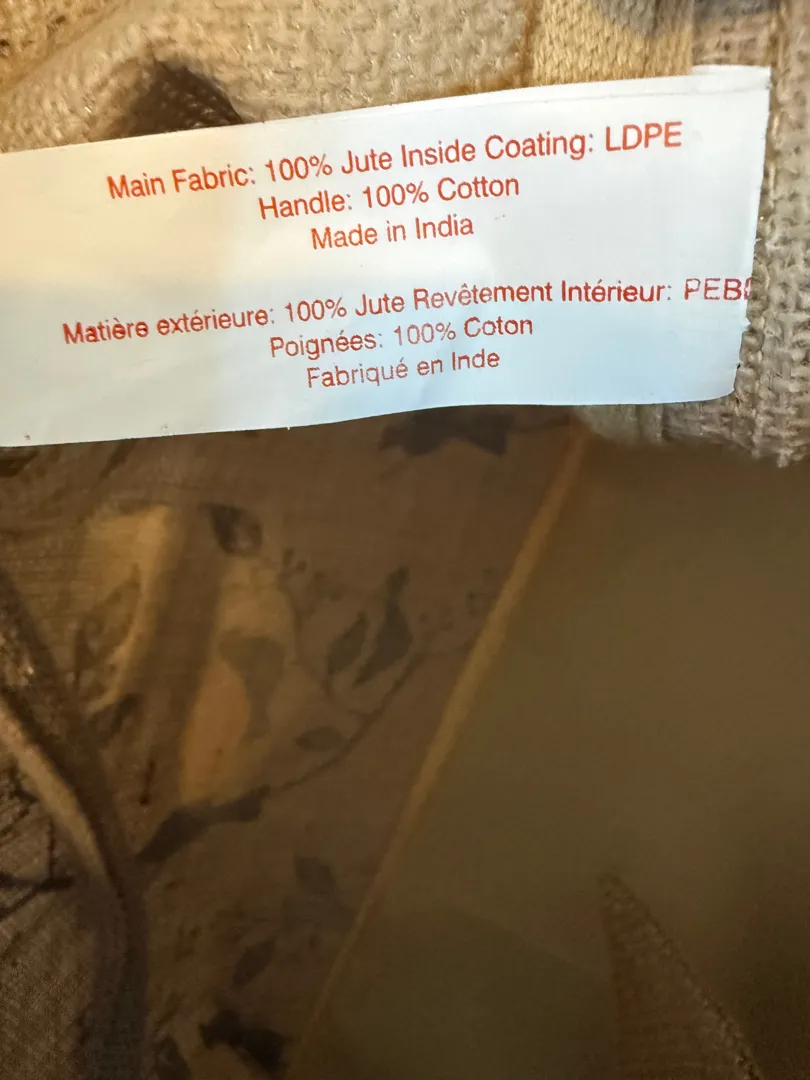 Main Fabric: 100% Jute Inside Coating: LDPE
Handle: 100% Cotton
Made in India
Matière extérieure: 100% Jute Revêtement Intérieur:
Poignées: 100% Coton
Fabriqué en Inde